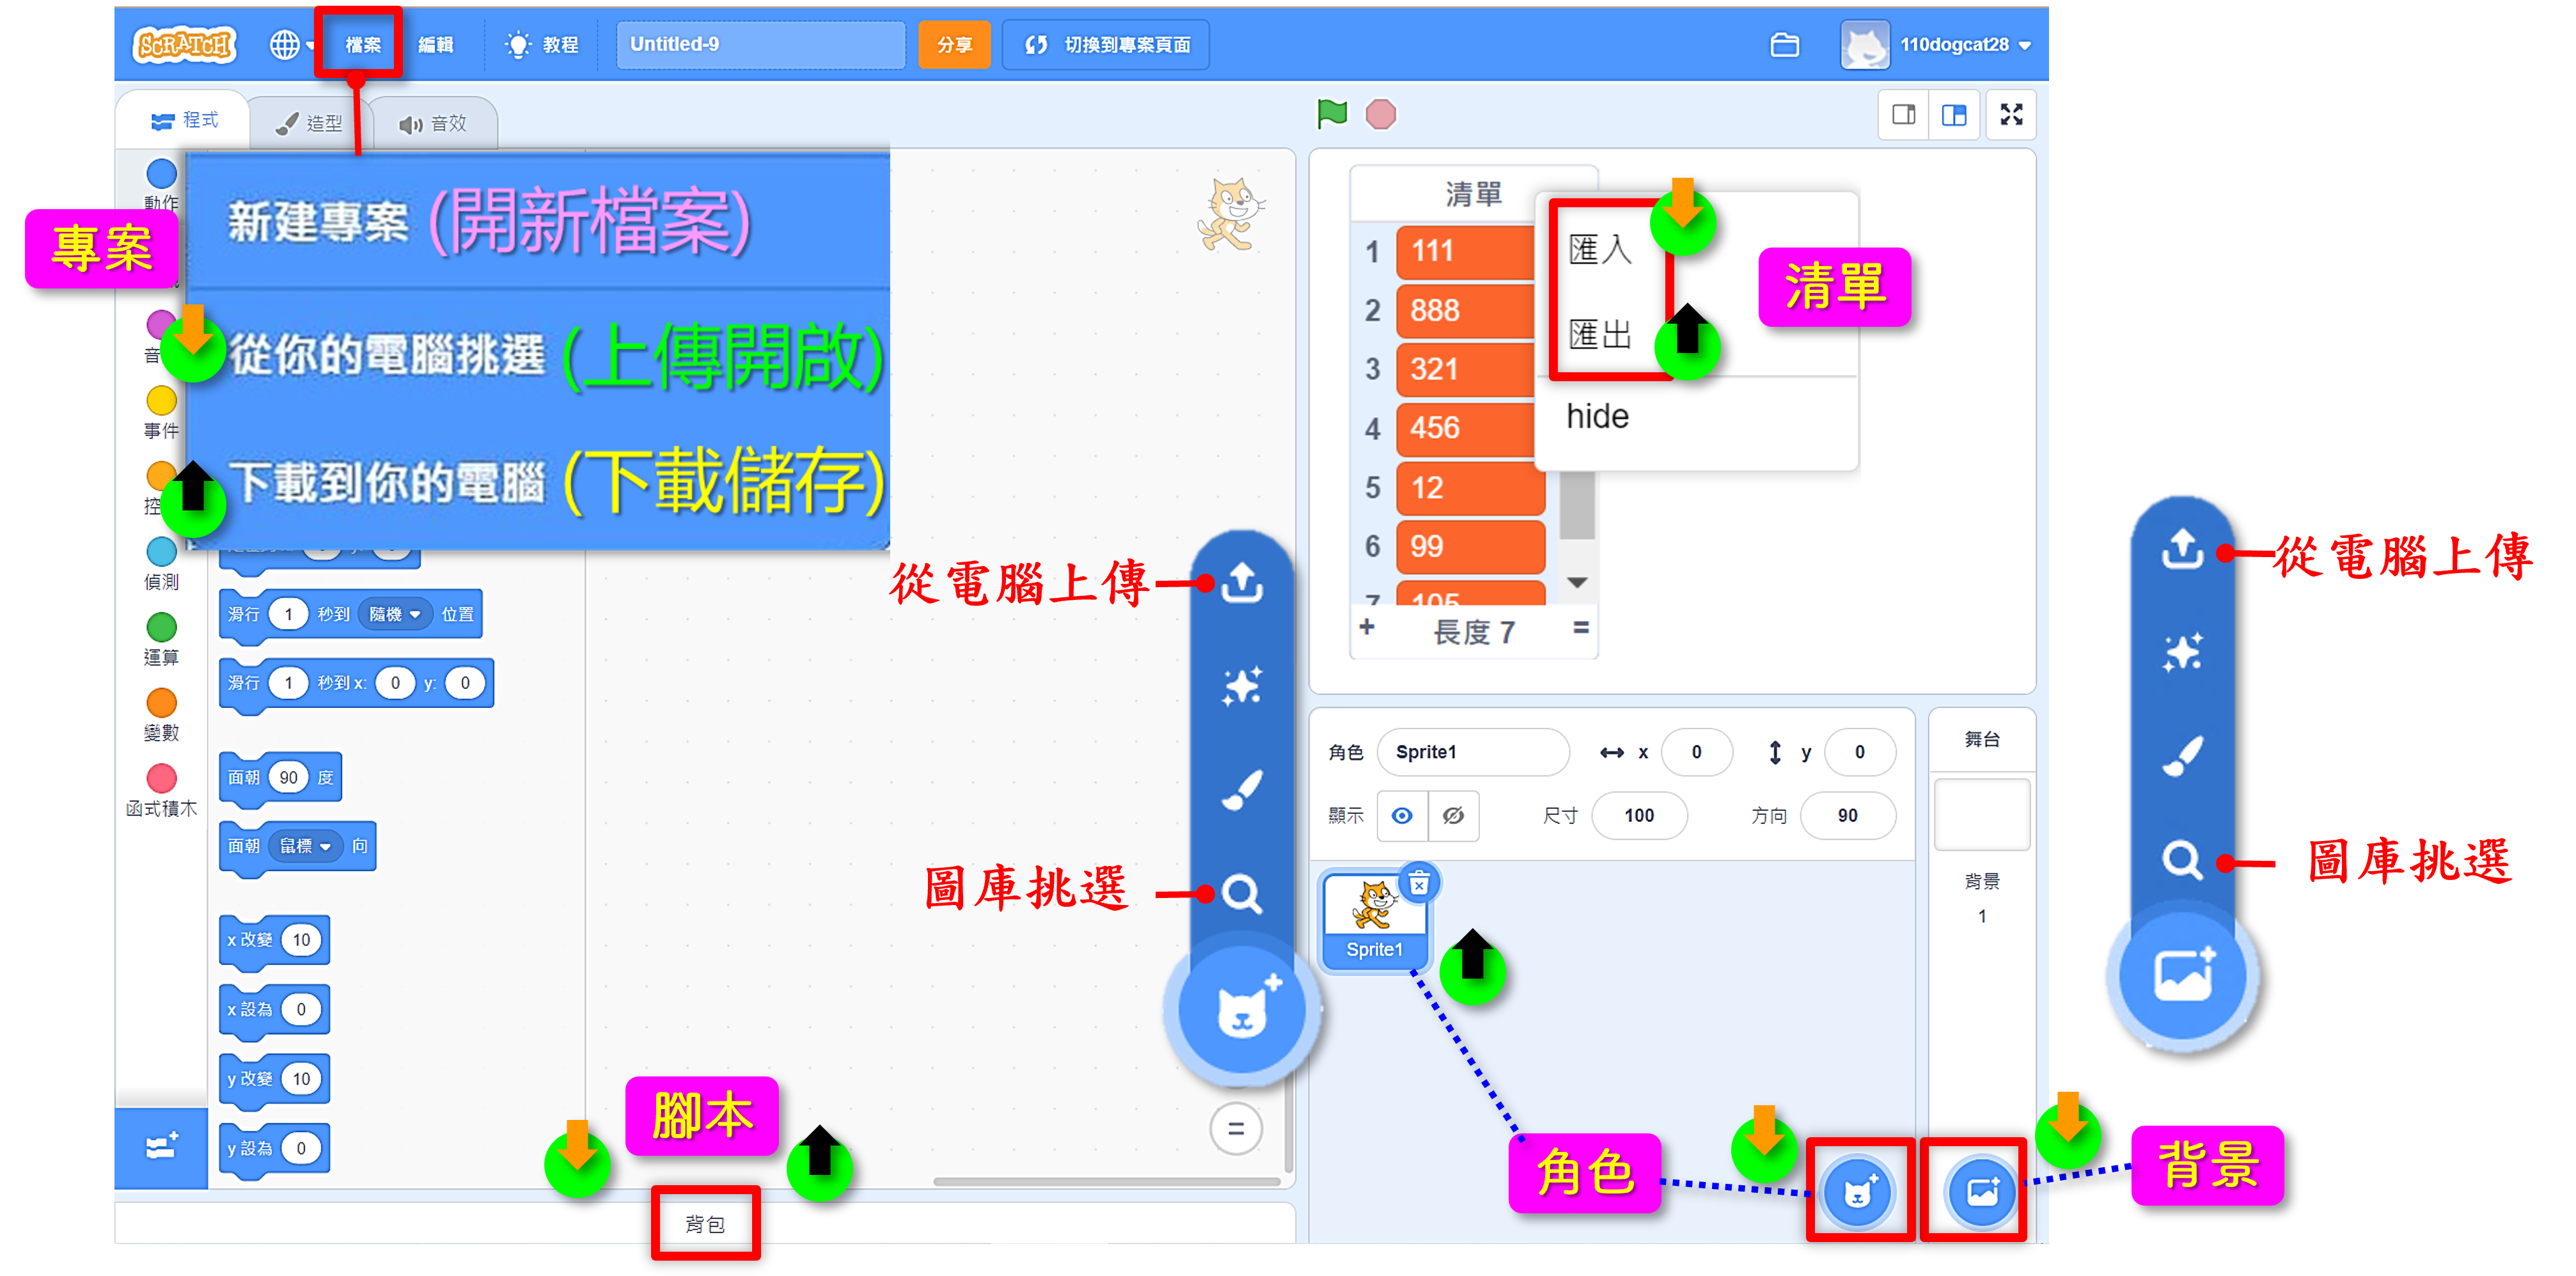 SCRATCH
檔案
編輯
教程
Untitled-9
分享
切換到專案頁面
110dogcat28
程式
造型
音效
動作
專案
新建專案 (開新檔案)
從你的電腦挑選 (上傳開啟)
下載到你的電腦 (下載儲存)
音
事件
控
偵測
運算
變數
函式積木
滑行 1 秒到 隨機 位置
滑行 1 秒到 x: 0 y: 0
面朝 90 度
面朝 鼠標 向
x 改變 10
x 設為 0
y 改變 10
y 設為 0
從電腦上傳
圖庫挑選
腳本
背包
清單
1 111
2 888
3 321
4 456
5 12
6 99
7 105
+ 長度 7 =
匯入
匯出
hide
清單
角色 Sprite1 x 0 y 0
顯示 尺寸 100 方向 90
Sprite1
舞台
背景
1
角色
背景
從電腦上傳
圖庫挑選